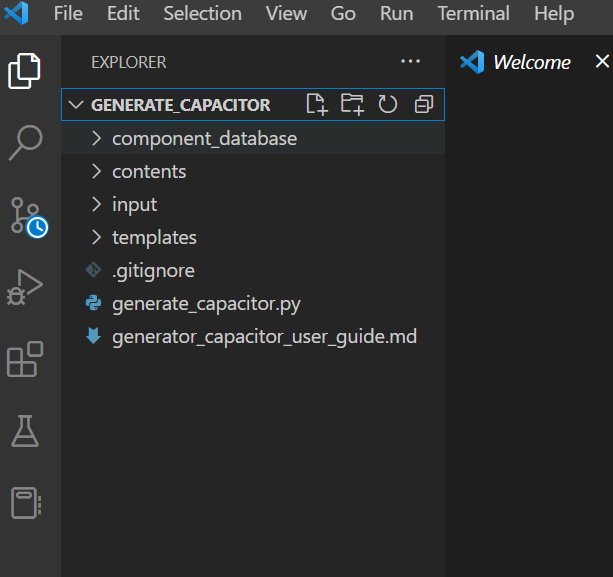 File Edit Selection View Go Run Terminal Help
EXPLORER
Welcome
GENERATE_CAPACITOR
component_database
contents
input
templates
.gitignore
generate_capacitor.py
generator_capacitor_user_guide.md